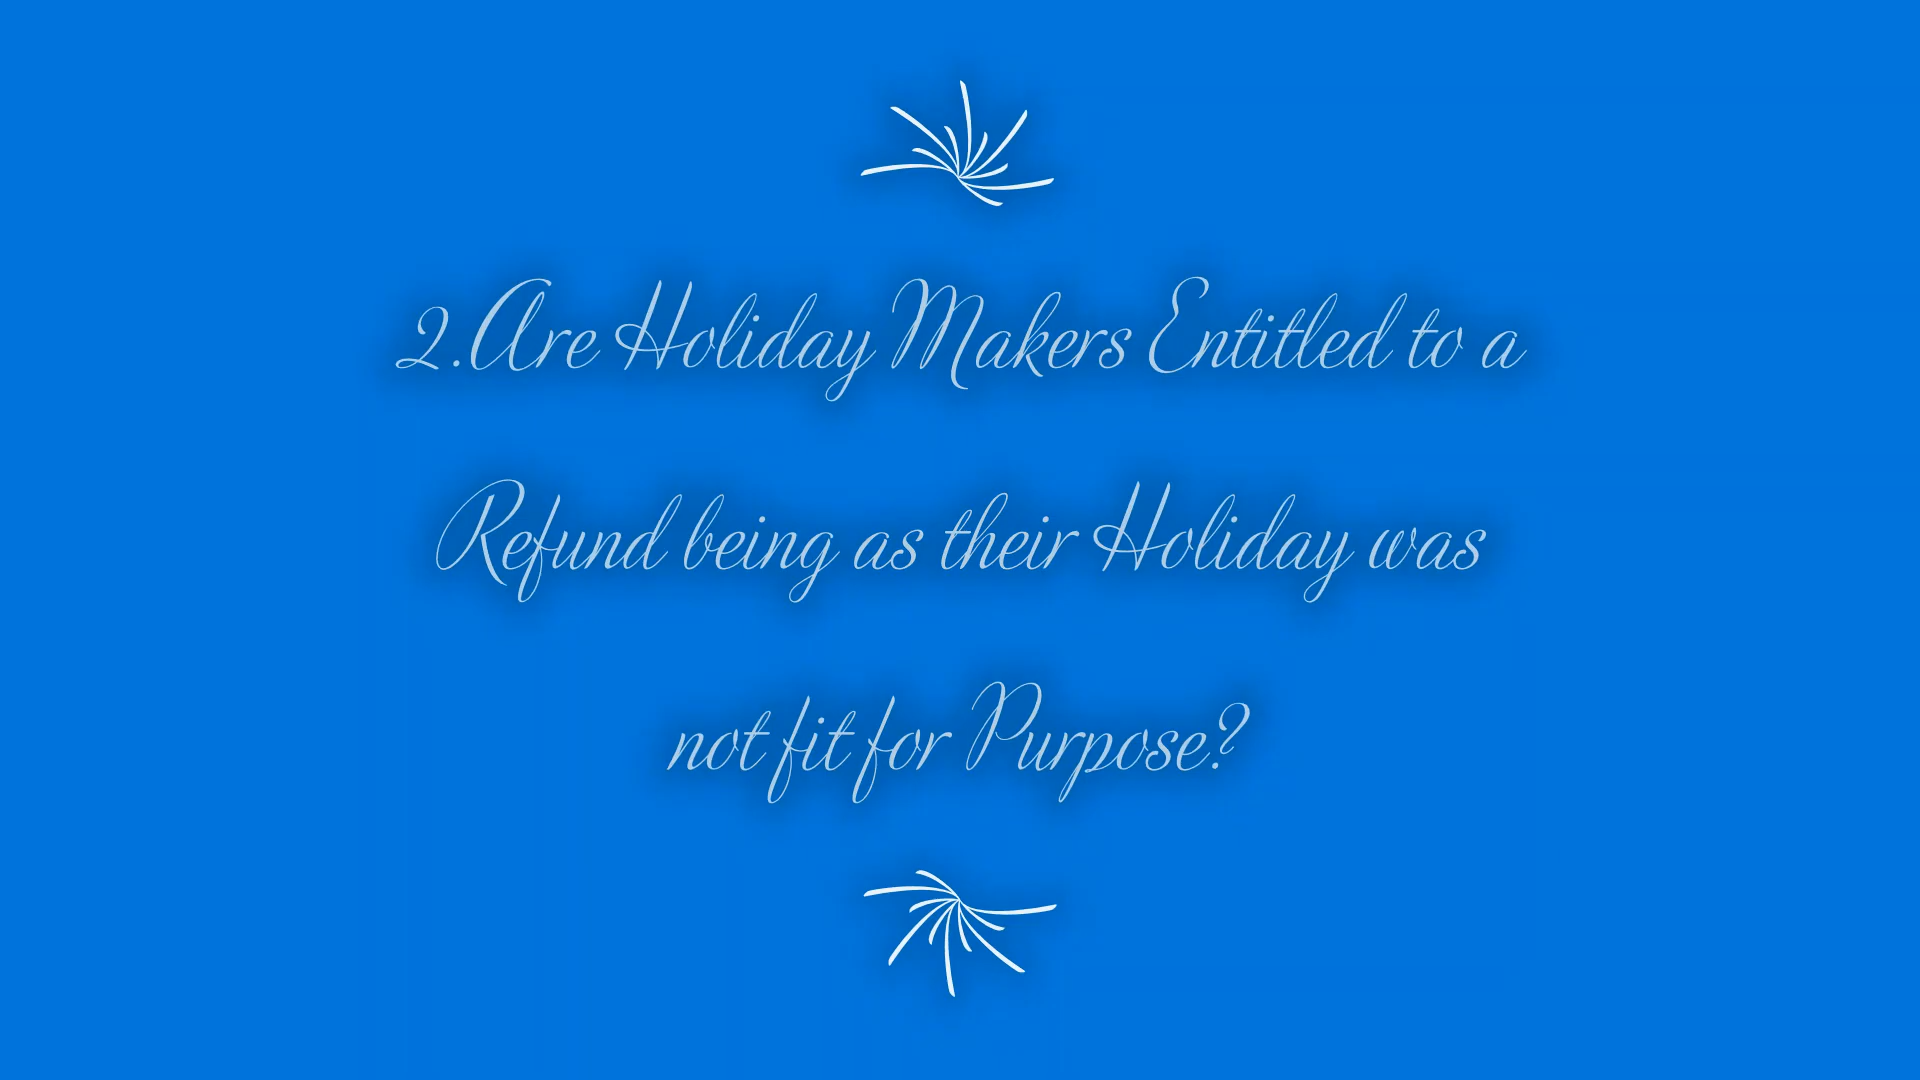 2.Are Holiday Makers Entitled to a
Refund being as their Holiday was
not fit for Purpose?